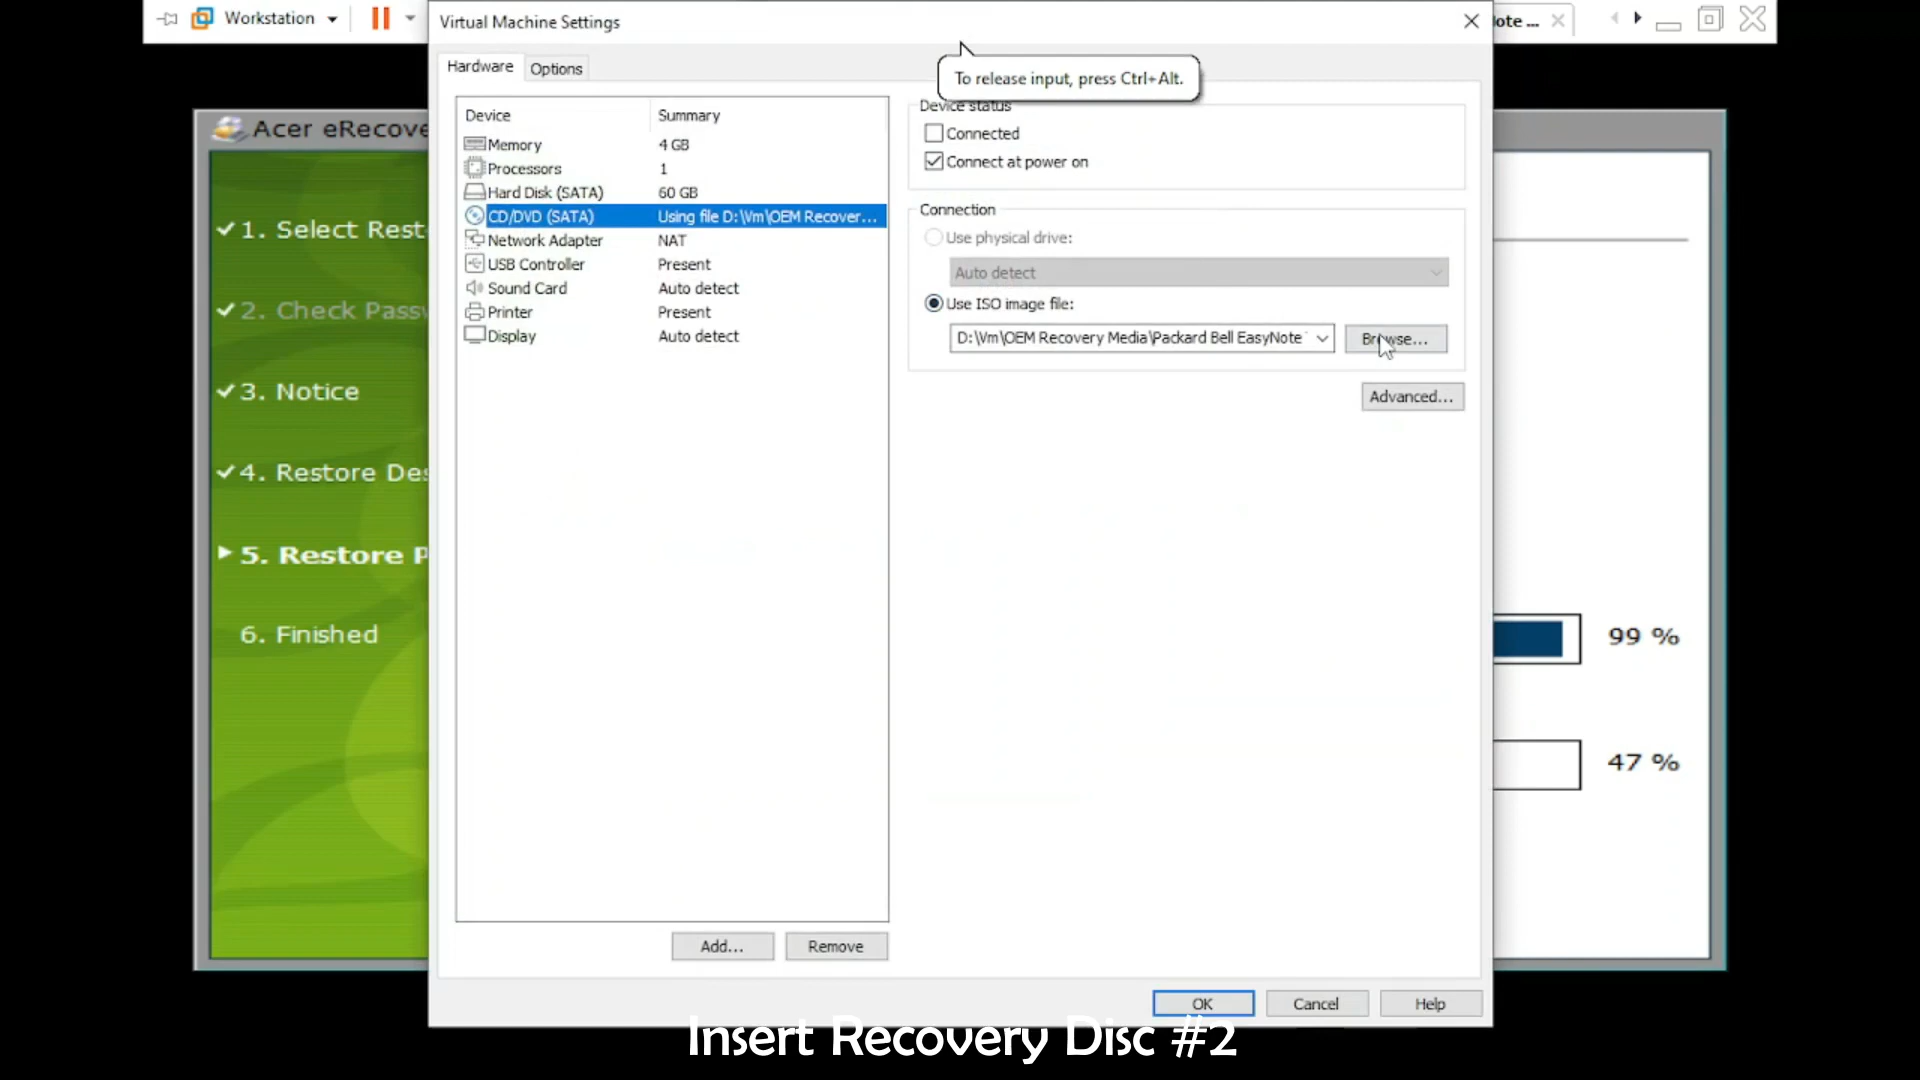 Workstation
Virtual Machine Settings
ote ...
To release input, press Ctrl+Alt.
Hardware
Options
Device Summary
Memory 4 GB
Processors 1
Hard Disk (SATA) 60 GB
CD/DVD (SATA) Using file D:\Vm\OEM Recover...
Network Adapter NAT
USB Controller Present
Sound Card Auto detect
Printer Present
Display Auto detect
Add...
Remove
Device status
Connected
Connect at power on
Connection
Use physical drive:
Auto detect
Use ISO image file:
D:\Vm\OEM Recovery Media\Packard Bell EasyNote
Browse...
Advanced...
OK
Cancel
Help
Acer eRecove
1. Select Rest
2. Check Passw
3. Notice
4. Restore Des
5. Restore P
6. Finished
99 %
47 %
Insert Recovery Disc #2